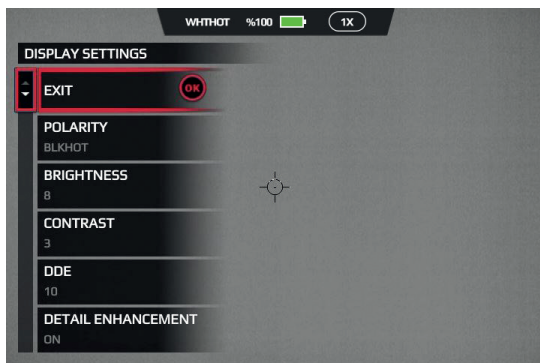 WHTHOT %100 1X
DISPLAY SETTINGS
EXIT OK
POLARITY
BLKHOT
BRIGHTNESS
8
CONTRAST
3
DDE
10
DETAIL ENHANCEMENT
ON